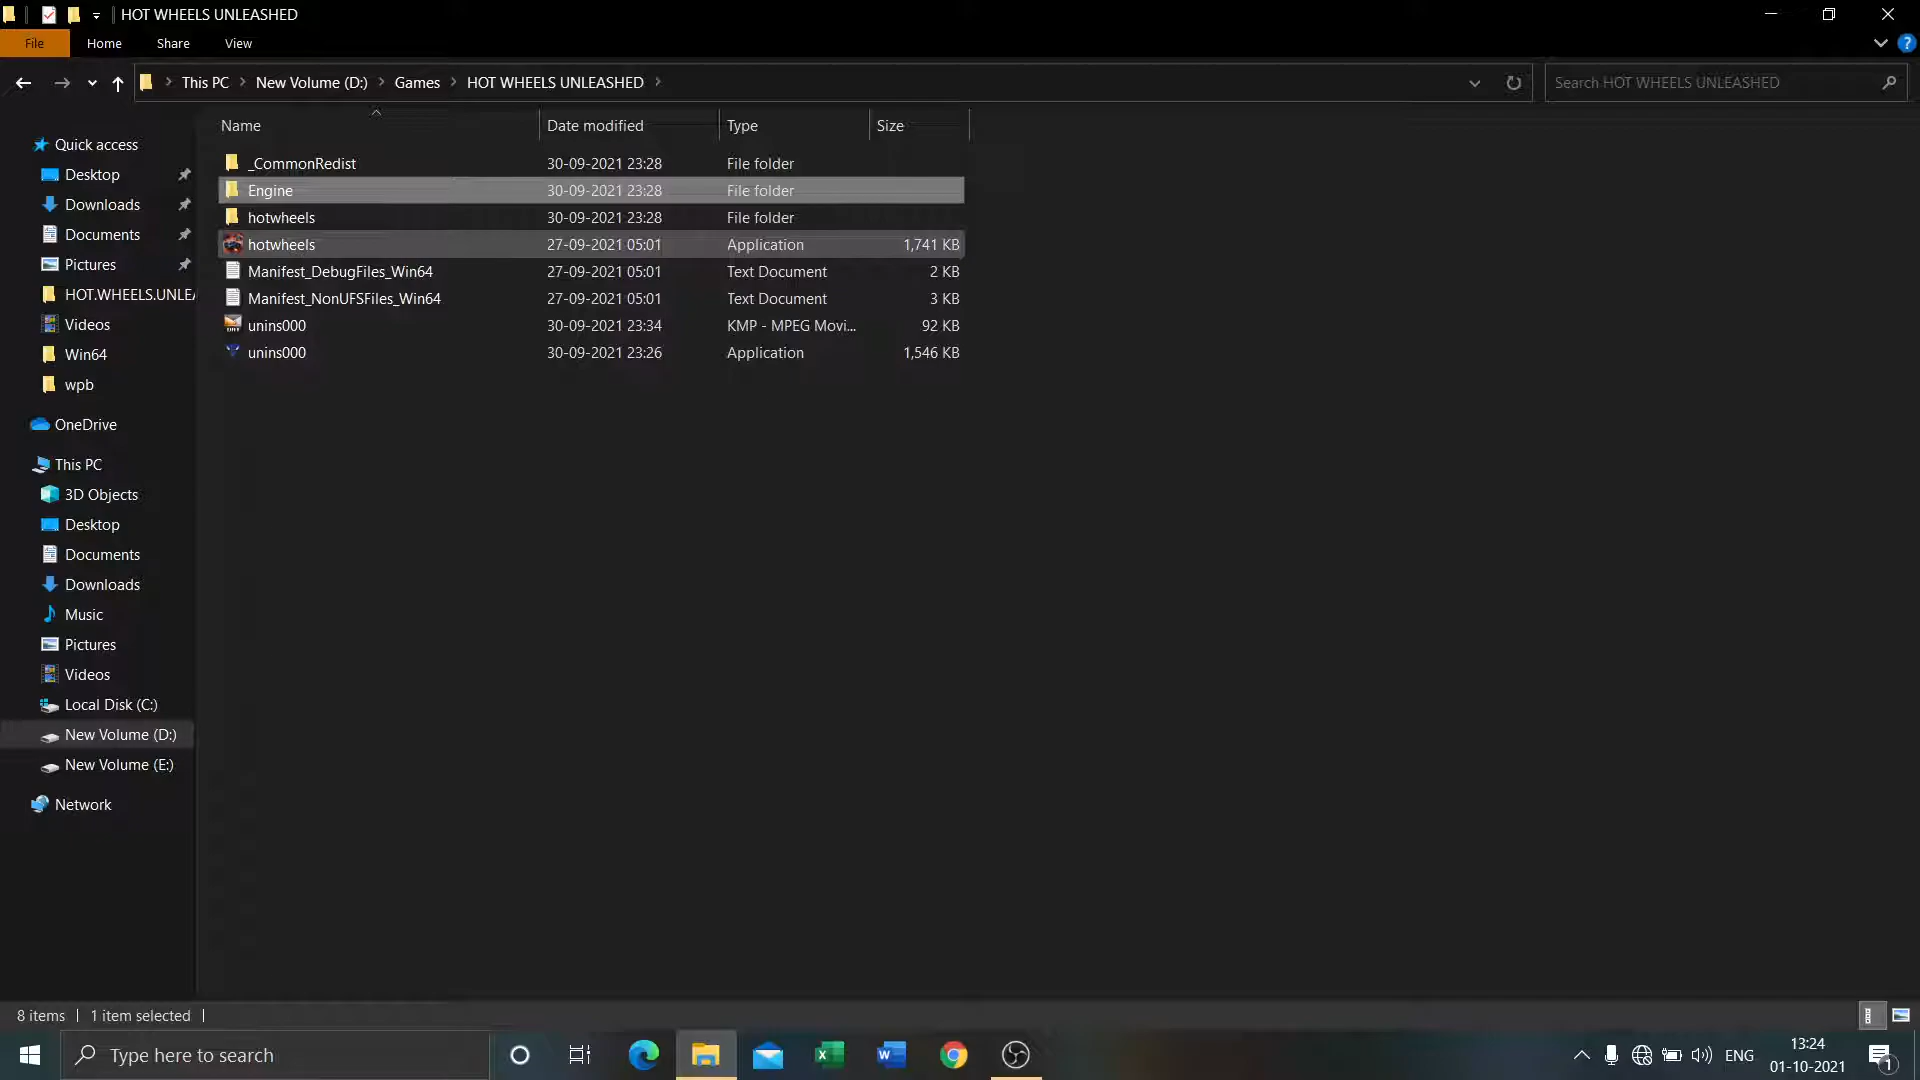 HOT WHEELS UNLEASHED
File Home Share View
This PC New Volume (D:) Games HOT WHEELS UNLEASHED Search HOT WHEELS UNLEASHED
Name Date modified Type Size
_CommonRedist 30-09-2021 23:28 File folder
Engine 30-09-2021 23:28 File folder
hotwheels 30-09-2021 23:28 File folder
hotwheels 27-09-2021 05:01 Application 1,741 KB
Manifest_DebugFiles_Win64 27-09-2021 05:01 Text Document 2 KB
Manifest_NonUFSFiles_Win64 27-09-2021 05:01 Text Document 3 KB
unins000 30-09-2021 23:34 KMP - MPEG Movi... 92 KB
unins000 30-09-2021 23:26 Application 1,546 KB
Quick access
Desktop
Downloads
Documents
Pictures
HOT.WHEELS.UNLEA
Videos
Win64
wpb
OneDrive
This PC
3D Objects
Desktop
Documents
Downloads
Music
Pictures
Videos
Local Disk (C:)
New Volume (D:)
New Volume (E:)
Network
8 items 1 item selected
Type here to search
ENG
13:24
01-10-2021
1